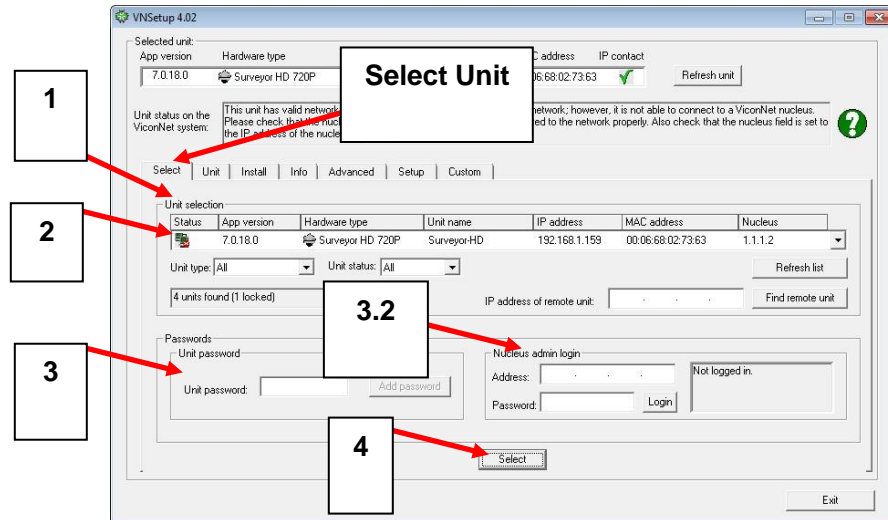 VNSetup 4.02
Selected unit:
App version Hardware type C address IP contact
7.0.18.0 Surveyor HD 720P 06:68:02:73:63 Refresh unit
Select Unit
1
Unit status on the ViconNet system:
This unit has valid network network; however, it is not able to connect to a ViconNet nucleus.
Please check that the nucl ted to the network properly. Also check that the nucleus field is set to
the IP address of the nucle
Select Unit Install Info Advanced Setup Custom
Unit selection
2
Status App version Hardware type Unit name IP address MAC address Nucleus
7.0.18.0 Surveyor HD 720P Surveyor-HD 192.168.1.159 00:06:68:02:73:63 1.1.1.2
Unit type: All Unit status: All Refresh list
4 units found (1 locked) IP address of remote unit: . . . Find remote unit
3.2
Passwords
Unit password Nucleus admin login
3
Address: . . . Not logged in.
Unit password: Add password
Password: Login
4
Select
Exit